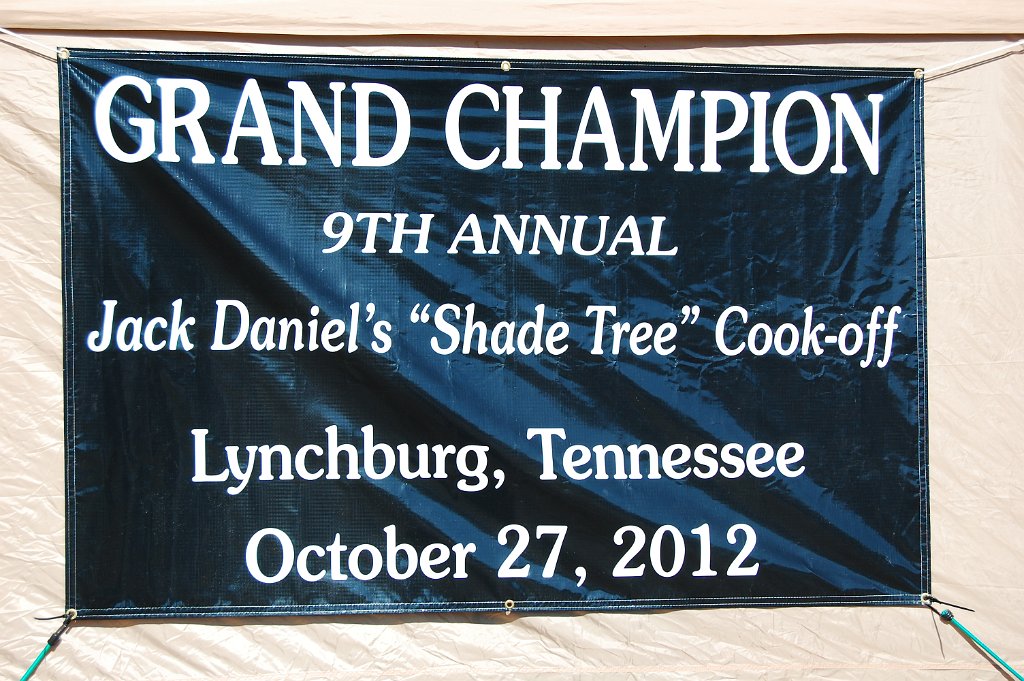 GRAND CHAMPION
9TH ANNUAL
Jack Daniel's “Shade Tree” Cook-off
Lynchburg, Tennessee
October 27, 2012